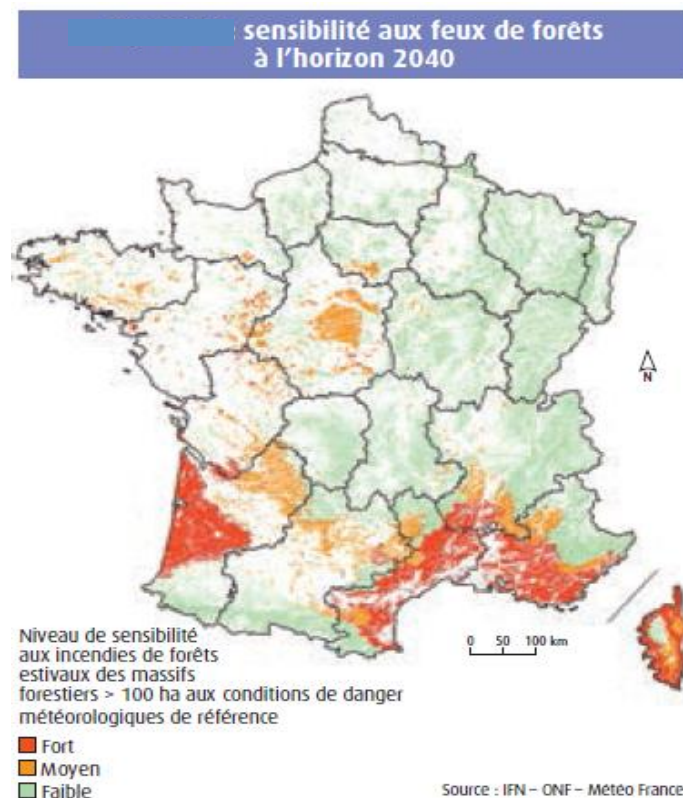 : sensibilité aux feux de forêts
à l'horizon 2040
N
0 50 100 km
Niveau de sensibilité
aux incendies de forêts
estivaux des massifs
forestiers > 100 ha aux conditions de danger
météorologiques de référence
Fort
Moyen
Faible
Source : IFN – ONF – Météo France